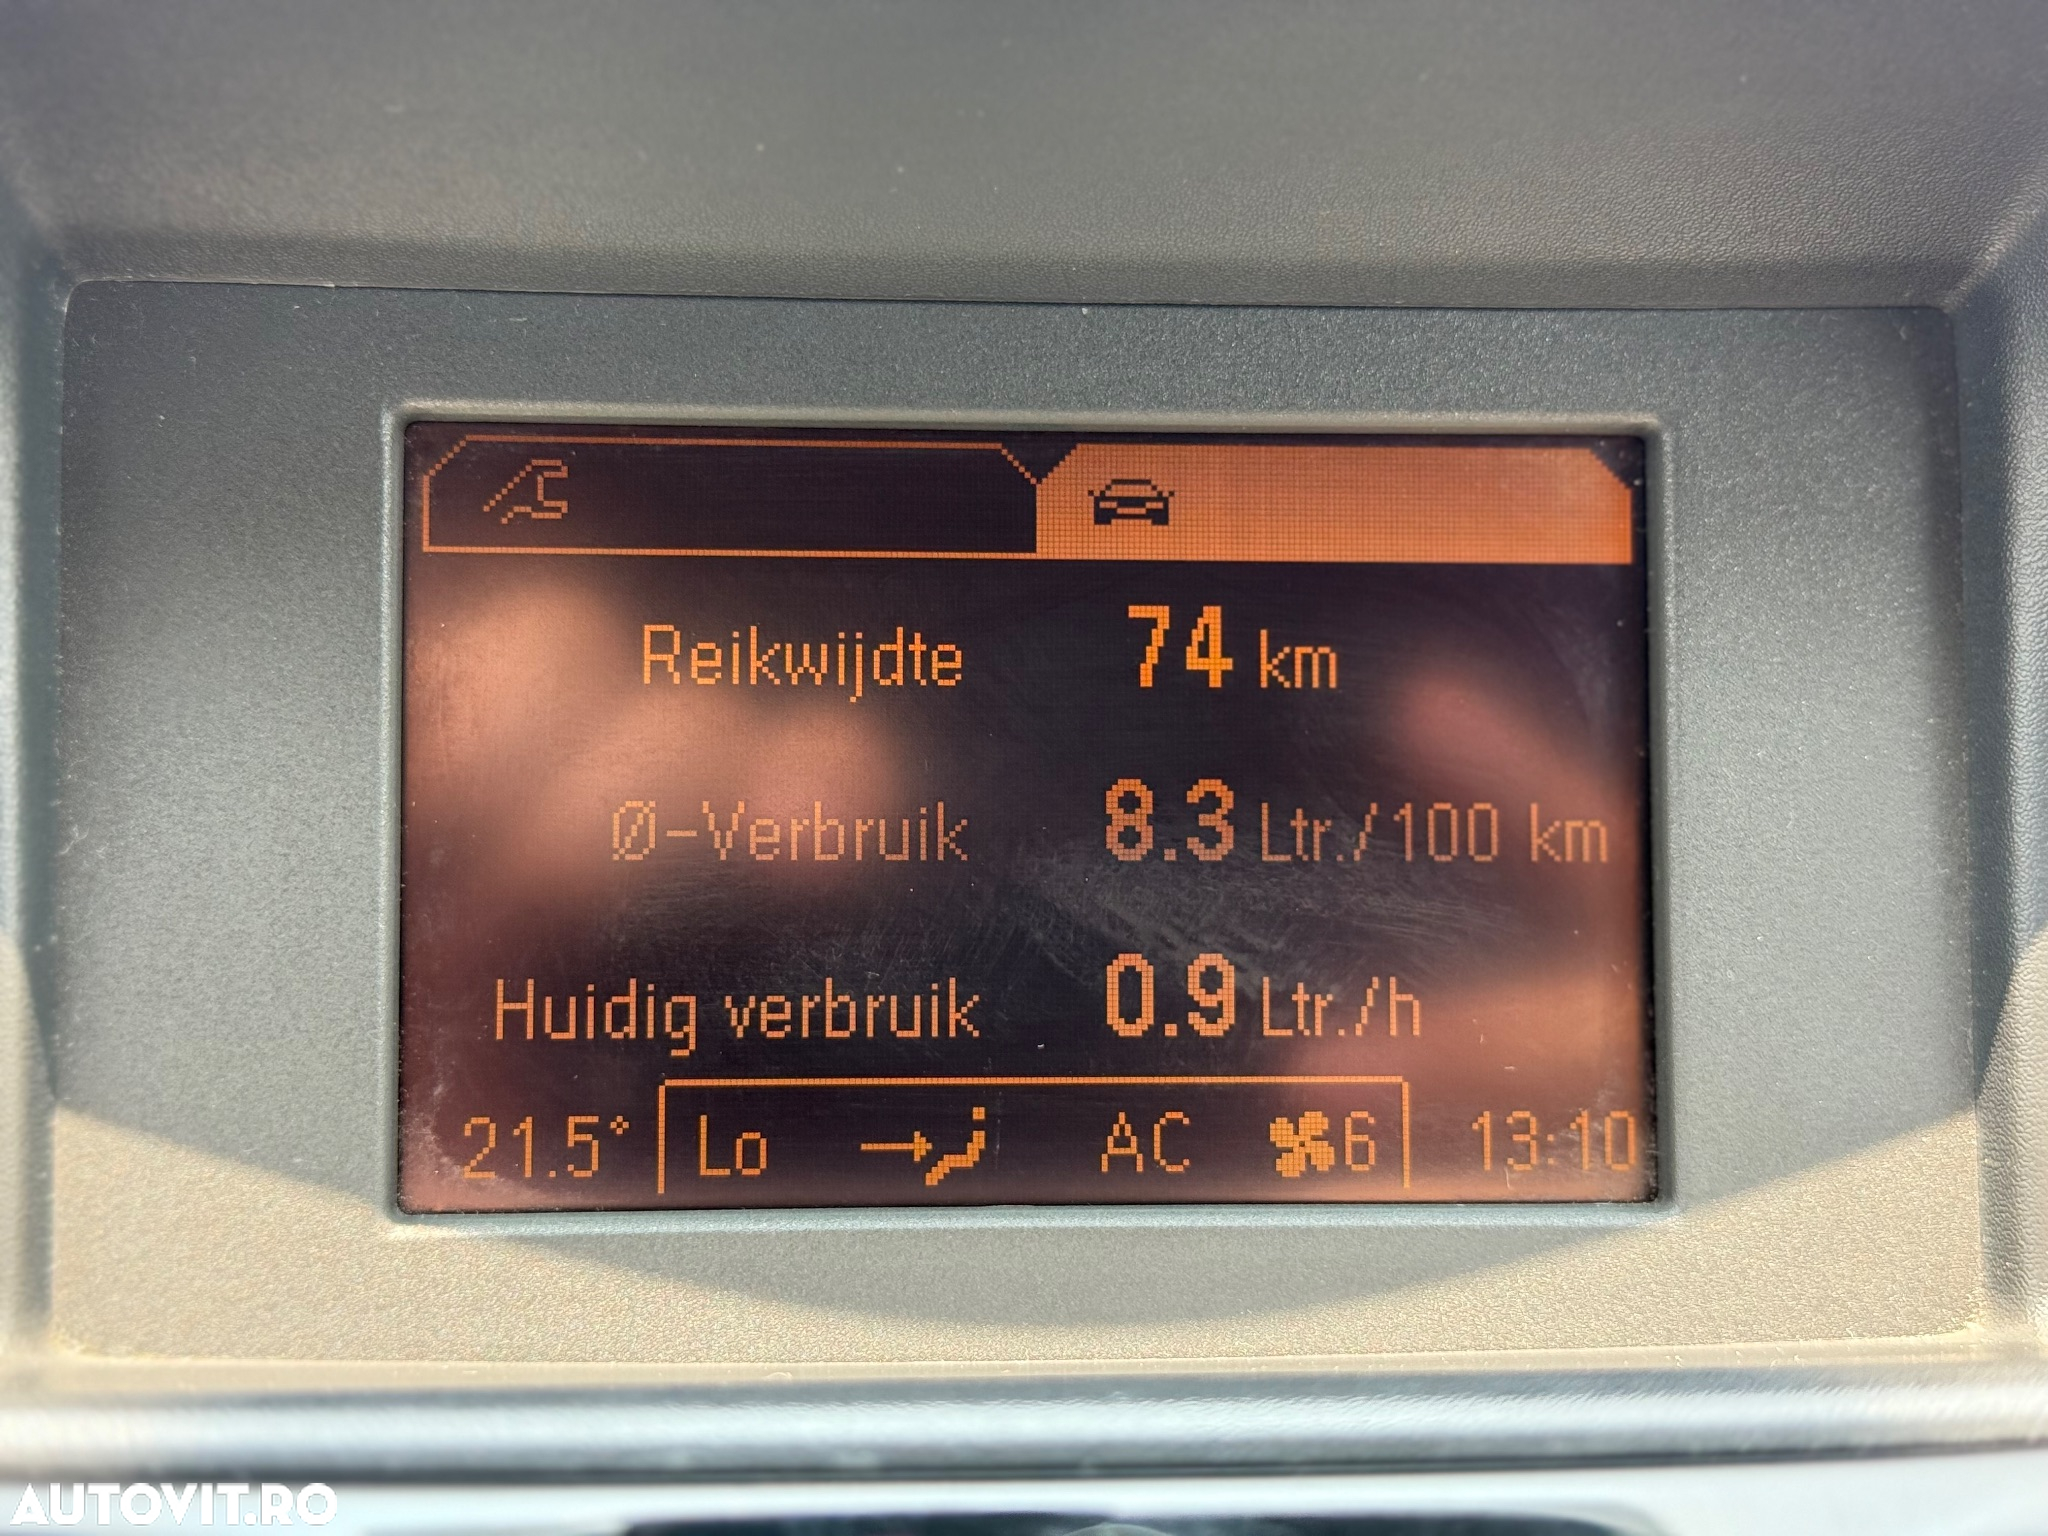 Reikwijdte 74 km
Ø-Verbruik 8.3 Ltr./100 km
Huidig verbruik 0.9 Ltr./h
21.5° Lo AC 6 13:10
AUTOVIT.RO